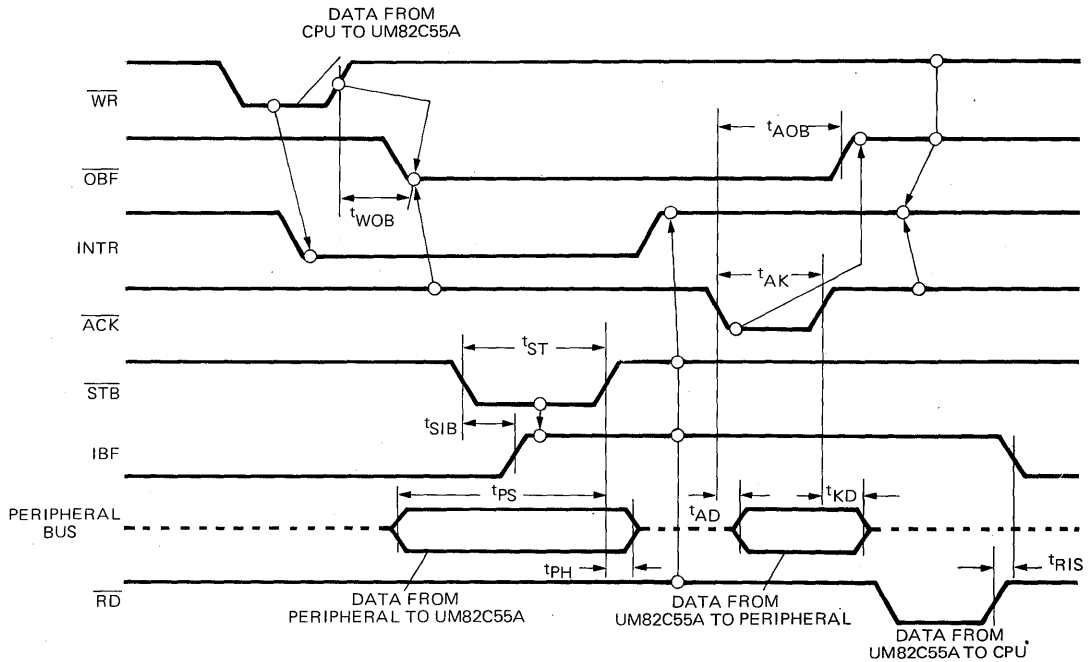 DATA FROM
CPU TO UM82C55A
WR
tAOB
OBF
tWOB
INTR
tAK
ACK
tST
STB
tSIB
IBF
tPS
tKD
PERIPHERAL
BUS
tAD
tPH
tRIS
RD
DATA FROM
PERIPHERAL TO UM82C55A
DATA FROM
UM82C55A TO PERIPHERAL
DATA FROM
UM82C55A TO CPU